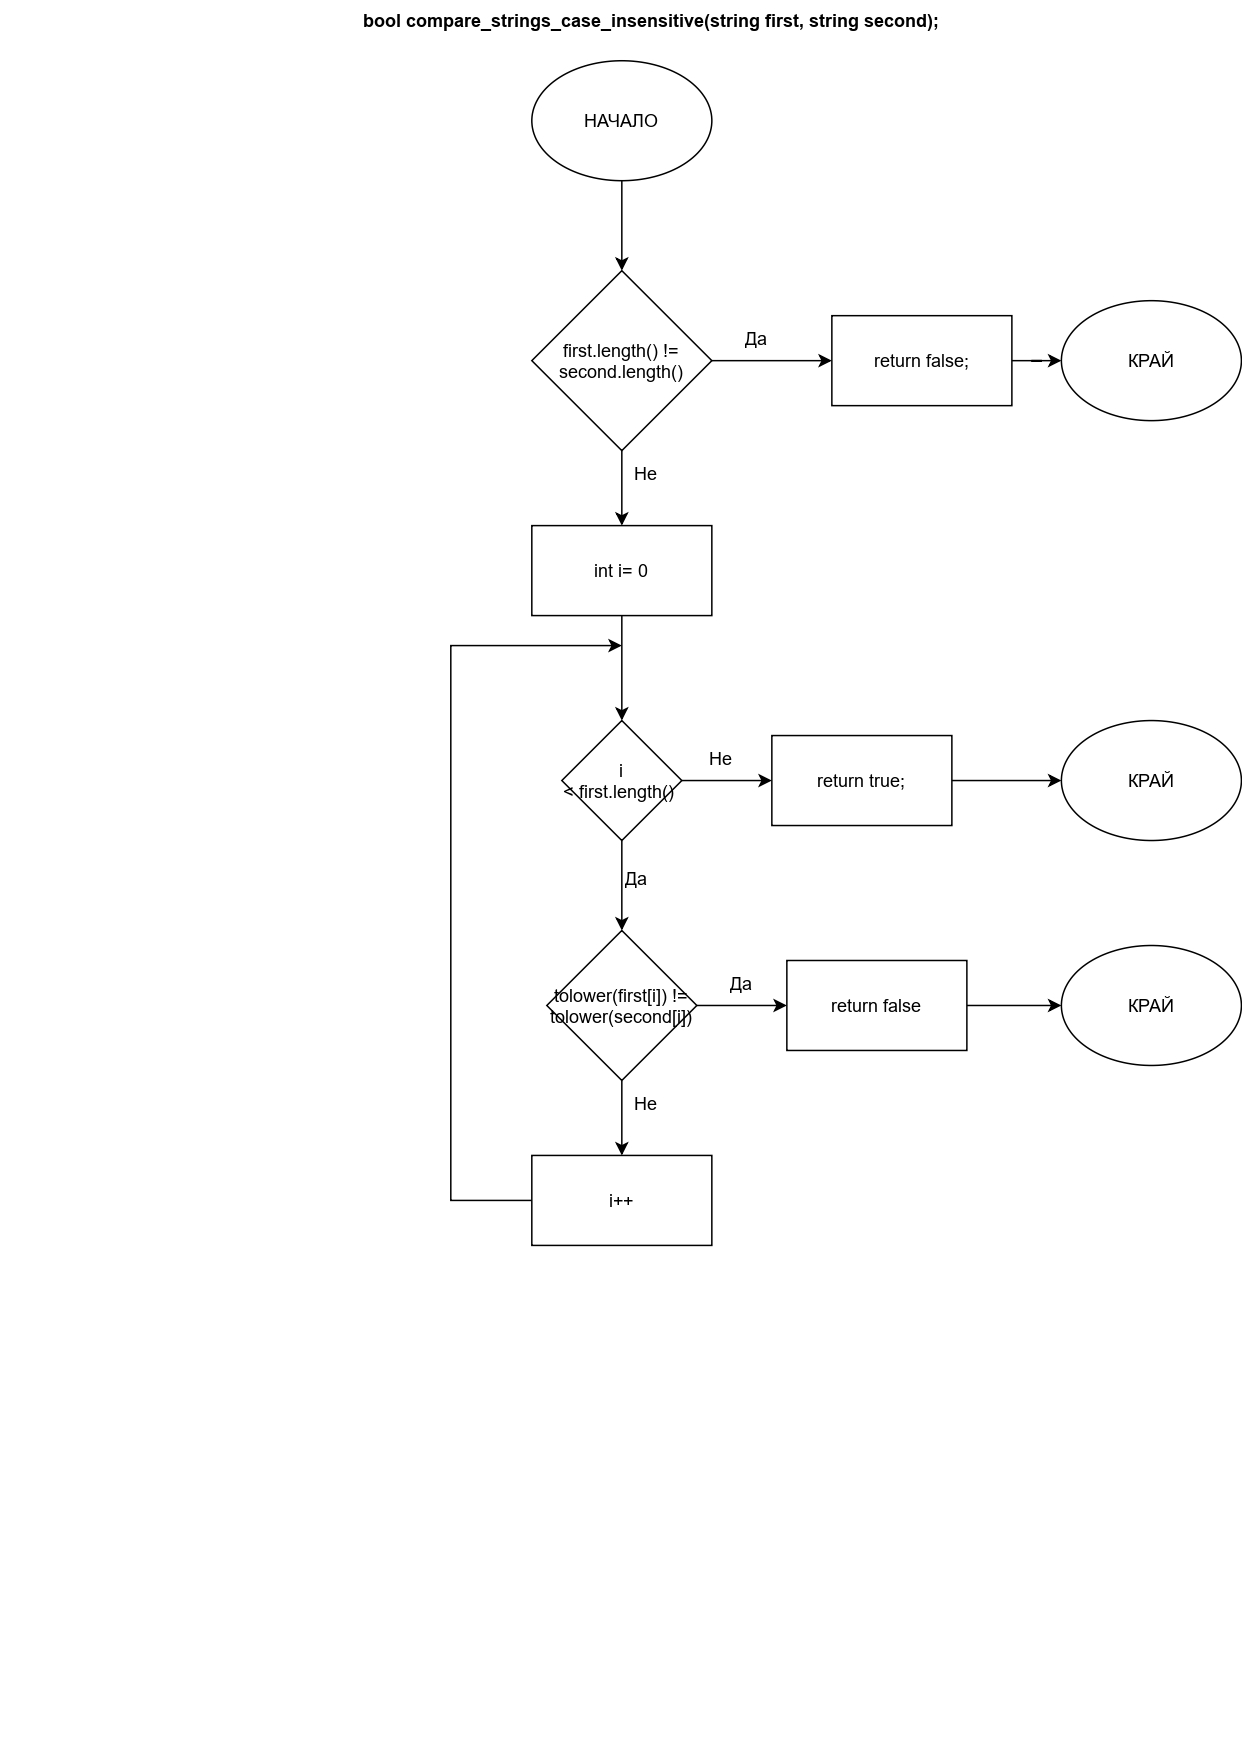 bool compare_strings_case_insensitive(string first, string second);
НАЧАЛО
first.length() !=
second.length()
Да
return false;
КРАЙ
Не
int i= 0
i
< first.length()
Не
return true;
КРАЙ
Да
tolower(first[i]) !=
tolower(second[i])
Да
return false
КРАЙ
Не
i++